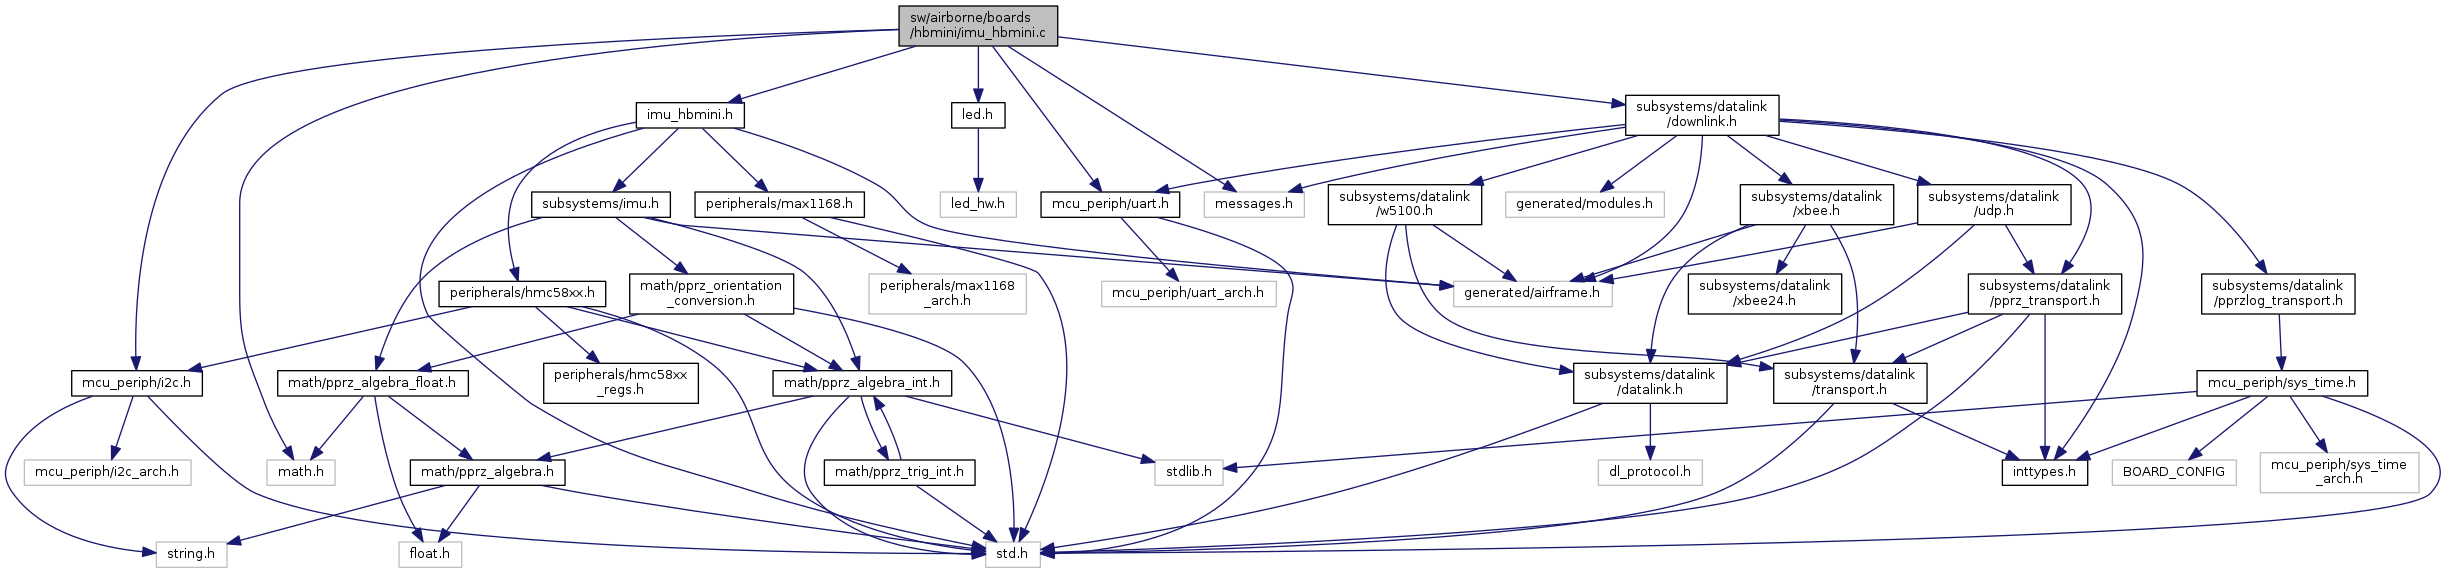 sw/airborne/boards
/hbmini/imu_hbmini.c
imu_hbmini.h
led.h
subsystems/datalink
/downlink.h
subsystems/imu.h
peripherals/max1168.h
led_hw.h
mcu_periph/uart.h
messages.h
subsystems/datalink
/w5100.h
generated/modules.h
subsystems/datalink
/xbee.h
subsystems/datalink
/udp.h
peripherals/hmc58xx.h
math/pprz_orientation
_conversion.h
peripherals/max1168
_arch.h
mcu_periph/uart_arch.h
generated/airframe.h
subsystems/datalink
/xbee24.h
subsystems/datalink
/pprz_transport.h
subsystems/datalink
/pprzlog_transport.h
mcu_periph/i2c.h
math/pprz_algebra_float.h
peripherals/hmc58xx
_regs.h
math/pprz_algebra_int.h
subsystems/datalink
/datalink.h
subsystems/datalink
/transport.h
mcu_periph/sys_time.h
mcu_periph/i2c_arch.h
math.h
math/pprz_algebra.h
math/pprz_trig_int.h
stdlib.h
dl_protocol.h
inttypes.h
BOARD_CONFIG
mcu_periph/sys_time
_arch.h
string.h
float.h
std.h